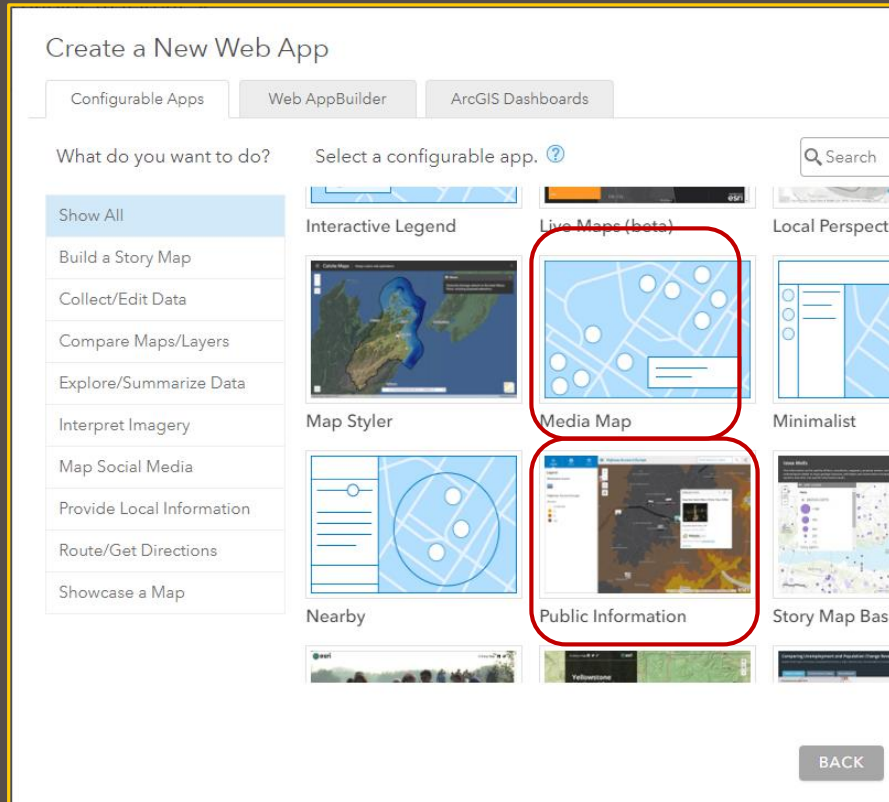 Create a New Web App
Configurable Apps
Web AppBuilder
ArcGIS Dashboards
What do you want to do?
Select a configurable app. ?
Search
Show All
Build a Story Map
Collect/Edit Data
Compare Maps/Layers
Explore/Summarize Data
Interpret Imagery
Map Social Media
Provide Local Information
Route/Get Directions
Showcase a Map
esri
Interactive Legend
Live Maps (beta)
Local Perspect
Map Styler
Media Map
Minimalist
Nearby
Public Information
Story Map Bas
esri
Yellowstone
BACK